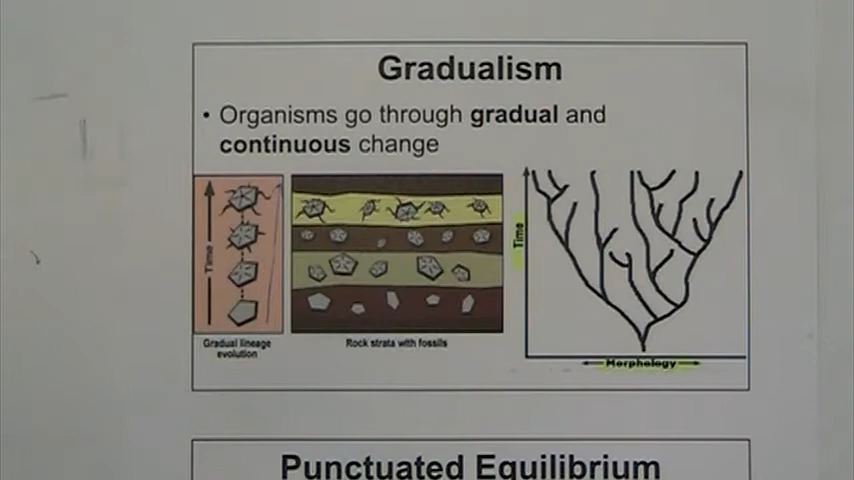 Gradualism
• Organisms go through gradual and
continuous change
Time
Gradual lineage
evolution
Rock strata with fossils
Time
Morphology
Punctuated Equilibrium